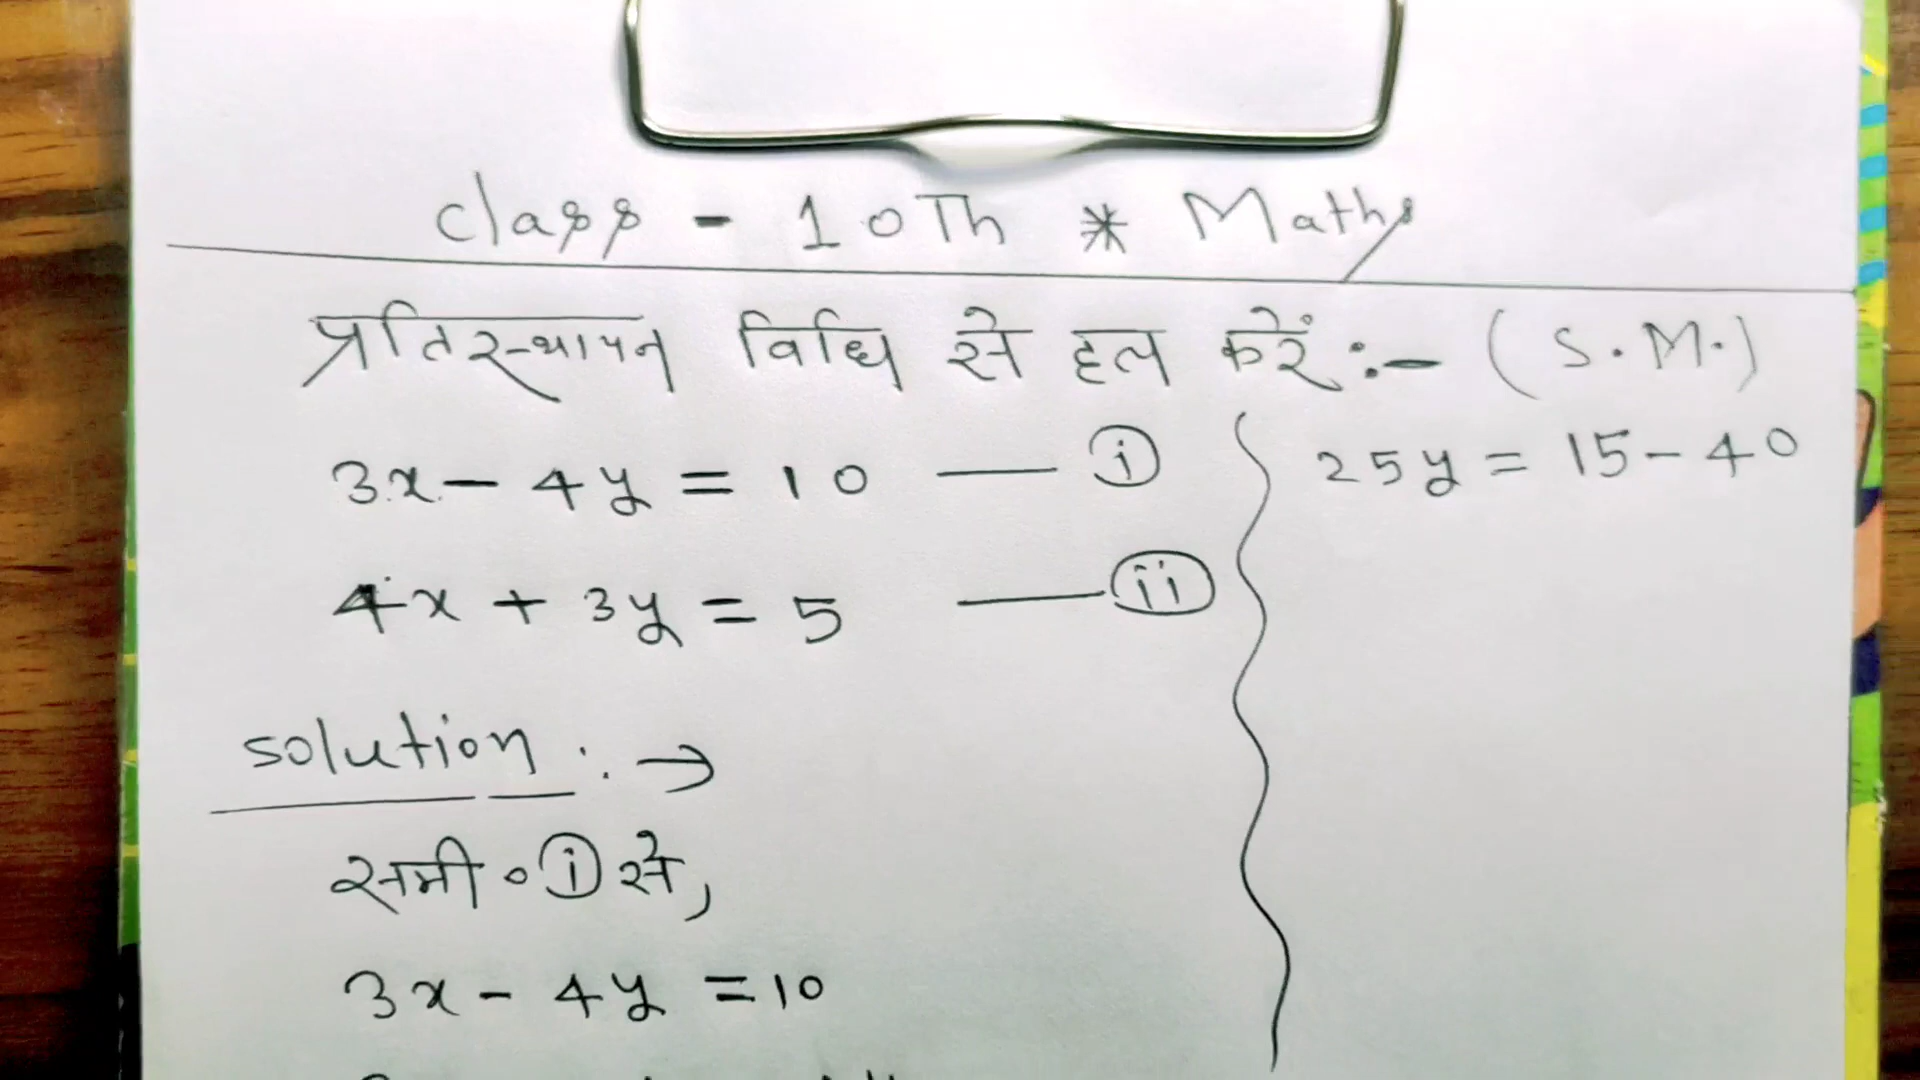 Class - 10Th * Maths
प्रतिस्थापन विधि से हल करें :- (S.M.)
3x - 4y = 10 — (i)
4x + 3y = 5 — (ii)
solution :→
समी० (i) से,
3x - 4y = 10
25y = 15 - 40